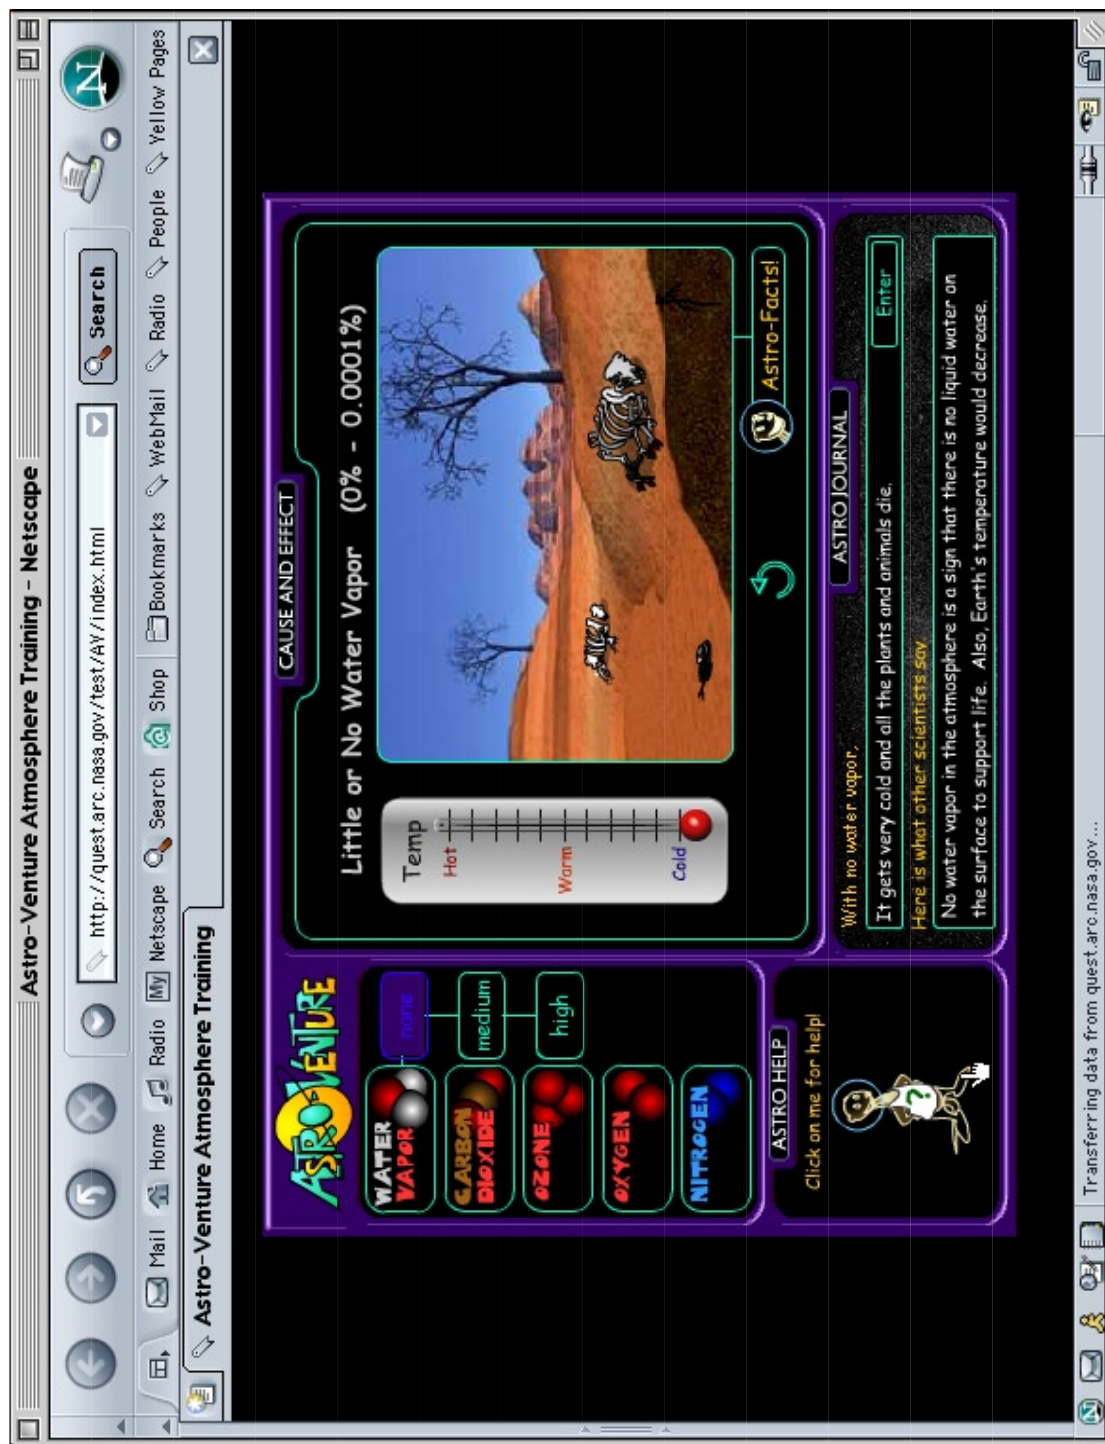 Astro-Venture Atmosphere Training - Netscape
http://quest.arc.nasa.gov/test/AV/index.html
Search
N
Mail
Home
Radio
My
Netscape
Search
Shop
Bookmarks
WebMail
Radio
People
Yellow Pages
Astro-Venture Atmosphere Training
ASTRO-VENTURE
WATER
VAPOR
none
medium
high
CARBON
DIOXIDE
OZONE
OXYGEN
NITROGEN
CAUSE AND EFFECT
Little or No Water Vapor (0% - 0.0001%)
Temp
Hot
Warm
Cold
Astro-Facts!
ASTRO HELP
Click on me for help!
?
ASTRO JOURNAL
With no water vapor,
It gets very cold and all the plants and animals die.
Enter
Here is what other scientists say
No water vapor in the atmosphere is a sign that there is no liquid water on
the surface to support life. Also, Earth's temperature would decrease.
N
Transferring data from quest.arc.nasa.gov...